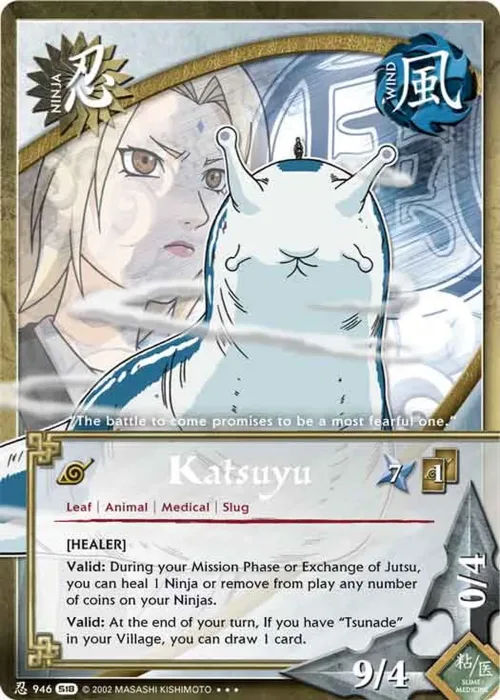 NINJA
忍
WIND
風
"The battle to come promises to be a most fearful one."
Katsuyu
7
1
Leaf | Animal | Medical | Slug
[HEALER]
Valid: During your Mission Phase or Exchange of Jutsu,
you can heal 1 Ninja or remove from play any number
of coins on your Ninjas.
Valid: At the end of your turn, If you have "Tsunade"
in your Village, you can draw 1 card.
0/4
9/4
粘/医
SLIME
MEDICINE
忍 946 S18 © 2002 MASASHI KISHIMOTO